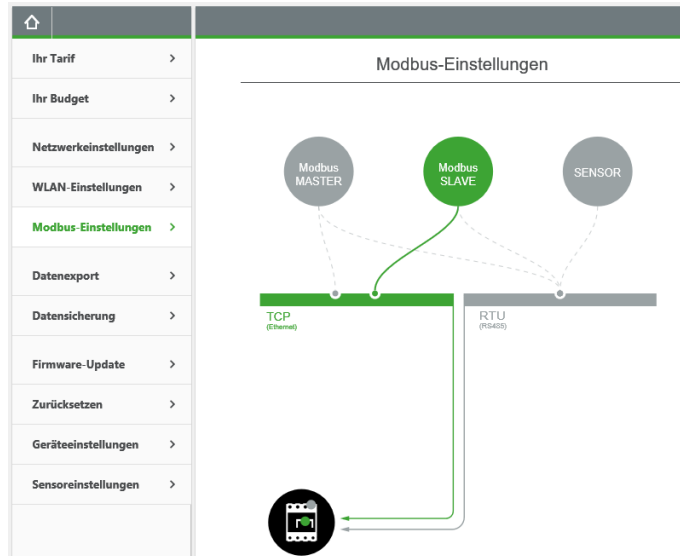 Ihr Tarif
Ihr Budget
Netzwerkeinstellungen
WLAN-Einstellungen
Modbus-Einstellungen
Datenexport
Datensicherung
Firmware-Update
Zurücksetzen
Geräteeinstellungen
Sensoreinstellungen
Modbus-Einstellungen
Modbus
MASTER
Modbus
SLAVE
SENSOR
TCP
(Ethernet)
RTU
(RS485)